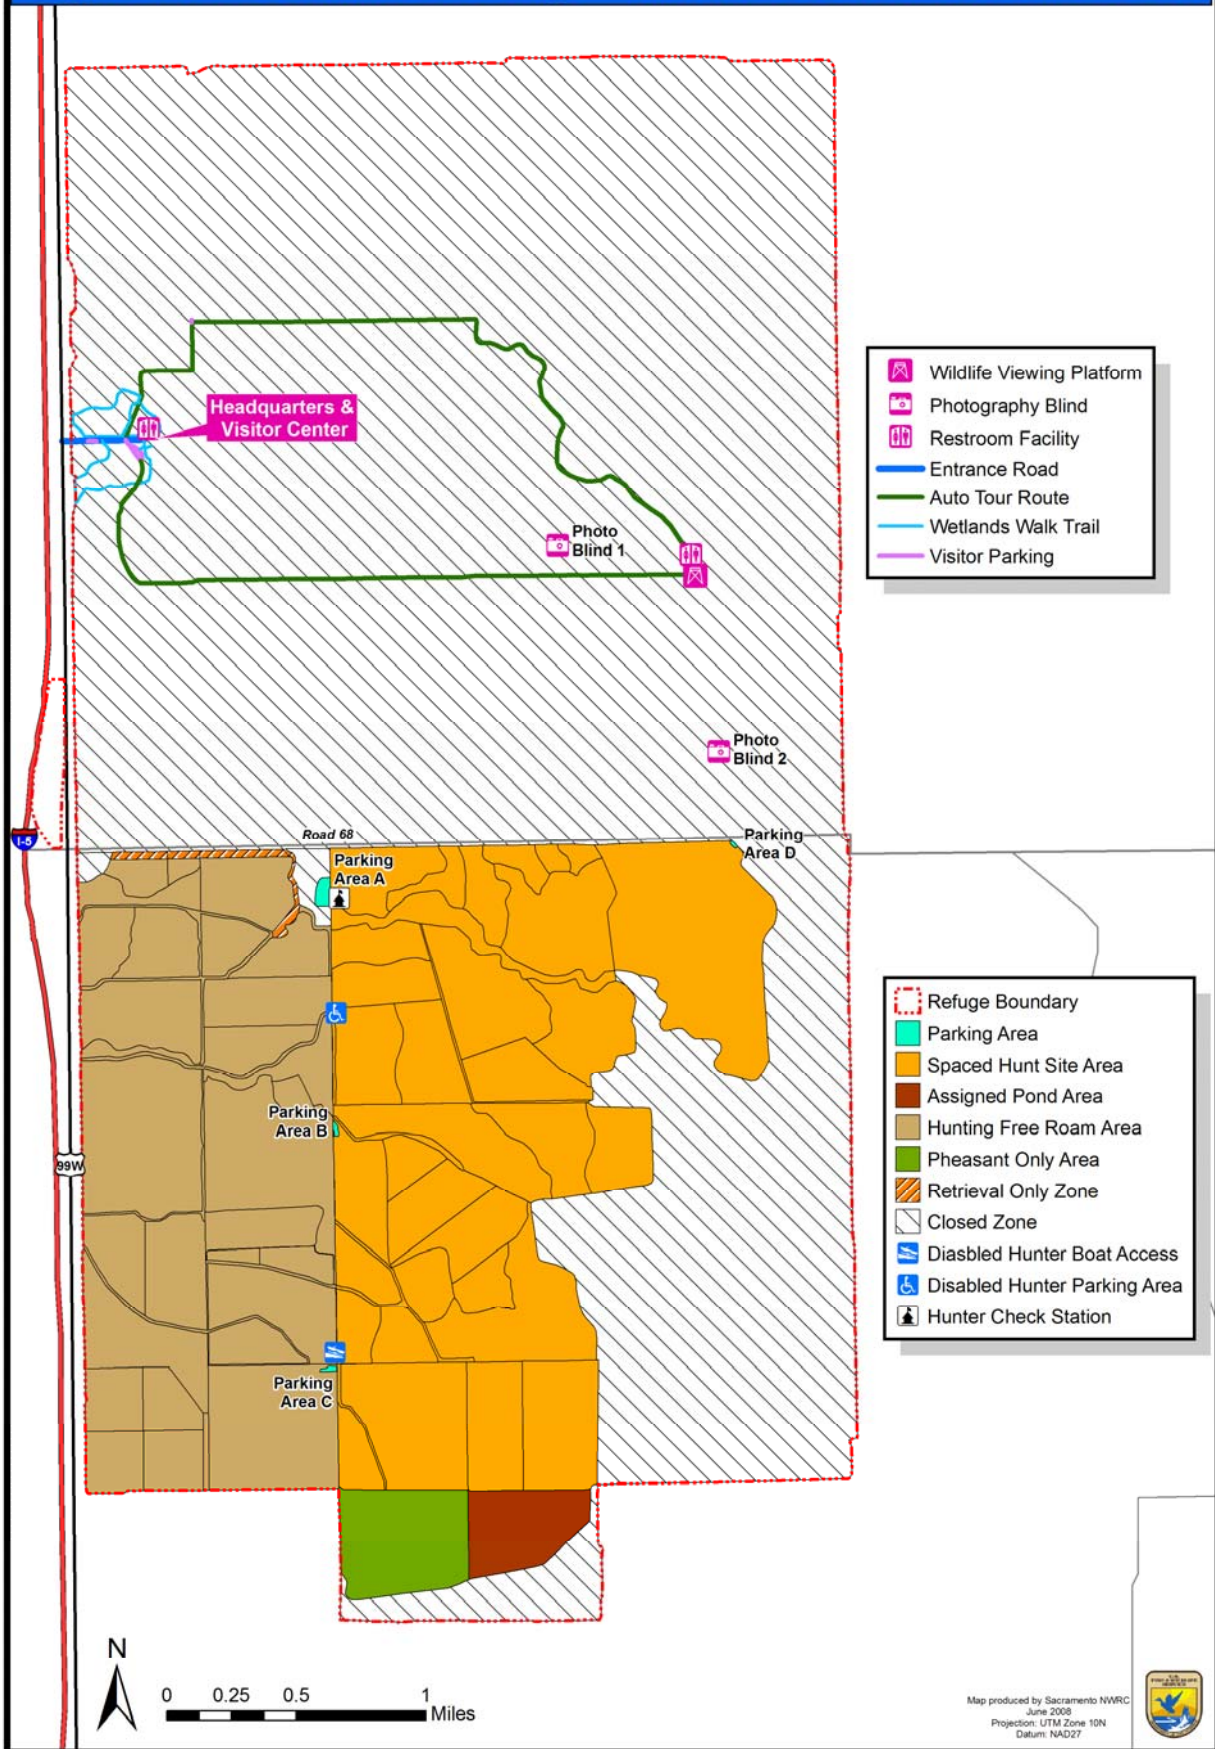 Headquarters &
Visitor Center
Photo
Blind 1
Photo
Blind 2
Wildlife Viewing Platform
Photography Blind
Restroom Facility
Entrance Road
Auto Tour Route
Wetlands Walk Trail
Visitor Parking
I-5
Road 68
Parking
Area D
Parking
Area A
Parking
Area B
99W
Parking
Area C
Refuge Boundary
Parking Area
Spaced Hunt Site Area
Assigned Pond Area
Hunting Free Roam Area
Pheasant Only Area
Retrieval Only Zone
Closed Zone
Diasbled Hunter Boat Access
Disabled Hunter Parking Area
Hunter Check Station
N
0 0.25 0.5 1
Miles
Map produced by Sacramento NWRC
June 2008
Projection: UTM Zone 10N
Datum: NAD27